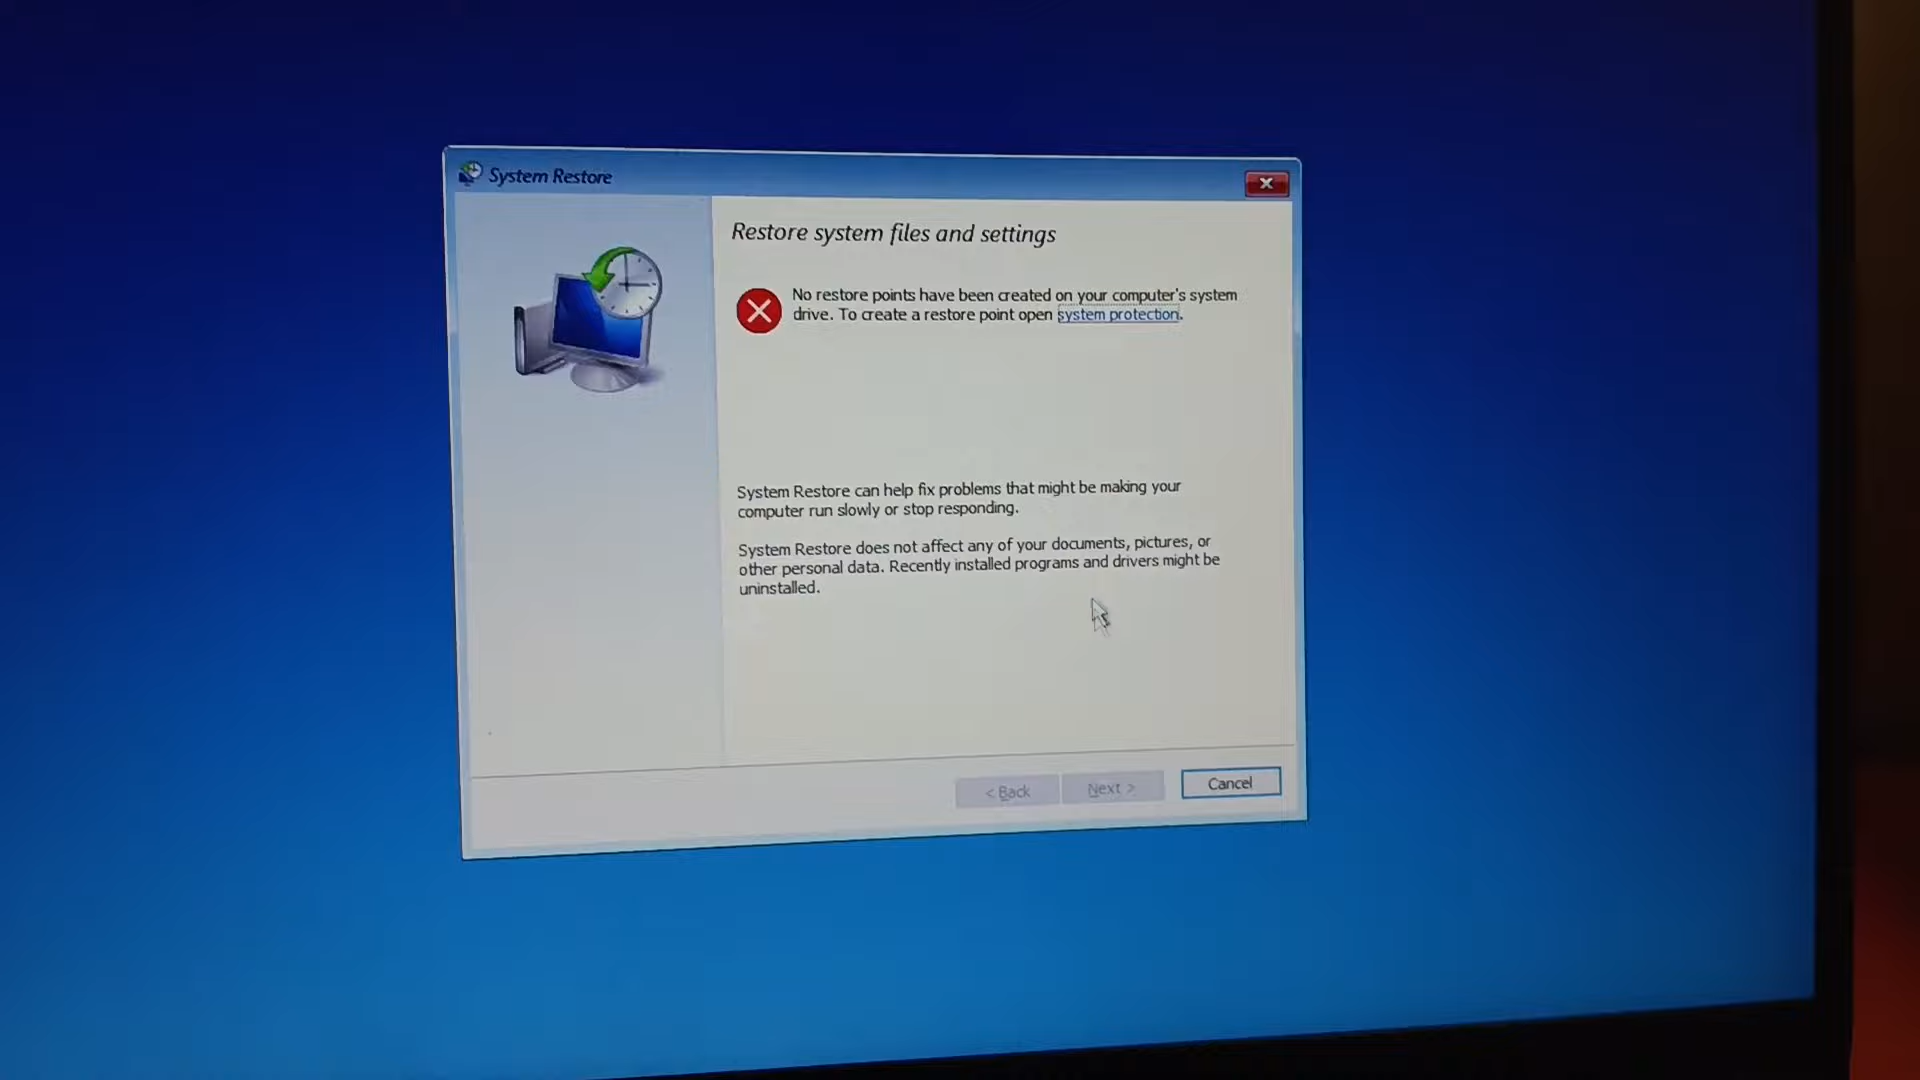 System Restore
Restore system files and settings
No restore points have been created on your computer's system
drive. To create a restore point open system protection.
System Restore can help fix problems that might be making your
computer run slowly or stop responding.
System Restore does not affect any of your documents, pictures, or
other personal data. Recently installed programs and drivers might be
uninstalled.
< Back
Next >
Cancel